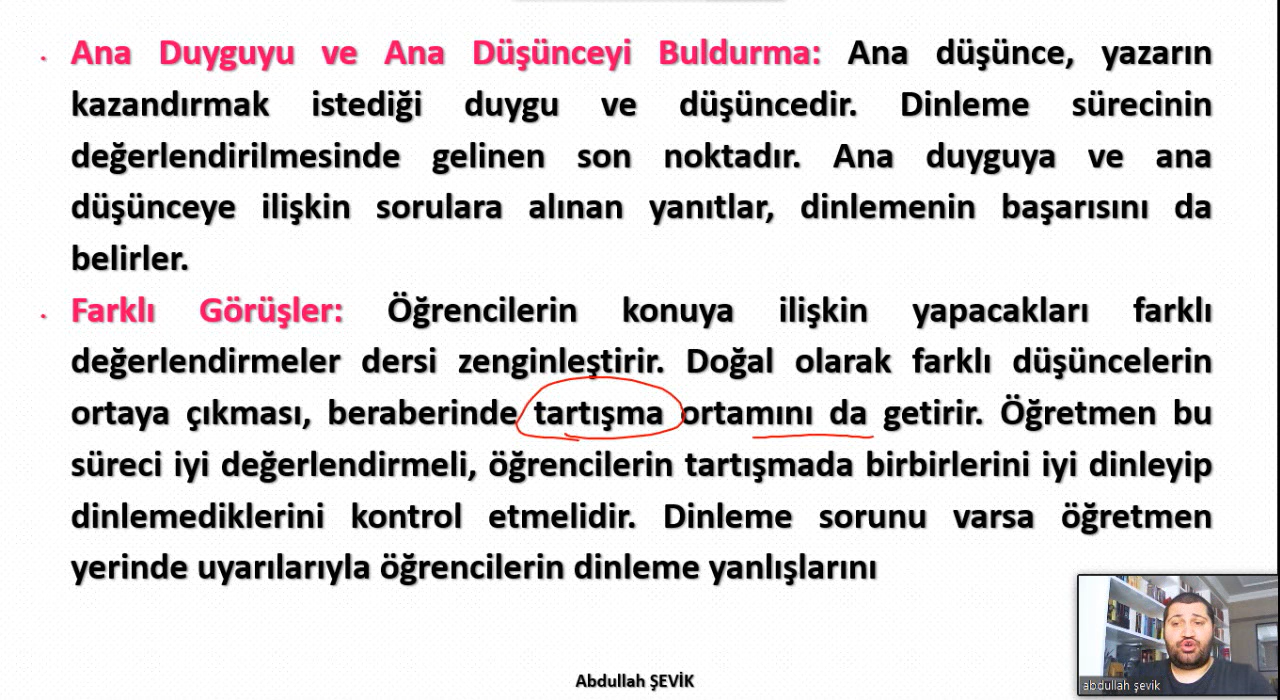 Ana Duyguyu ve Ana Düşünceyi Buldurma: Ana düşünce, yazarın
kazandırmak istediği duygu ve düşüncedir. Dinleme sürecinin
değerlendirilmesinde gelinen son noktadır. Ana duyguya ve ana
düşünceye ilişkin sorulara alınan yanıtlar, dinlemenin başarısını da
belirler.
Farklı Görüşler: Öğrencilerin konuya ilişkin yapacakları farklı
değerlendirmeler dersi zenginleştirir. Doğal olarak farklı düşüncelerin
ortaya çıkması, beraberinde tartışma ortamını da getirir. Öğretmen bu
süreci iyi değerlendirmeli, öğrencilerin tartışmada birbirlerini iyi dinleyip
dinlemediklerini kontrol etmelidir. Dinleme sorunu varsa öğretmen
yerinde uyarılarıyla öğrencilerin dinleme yanlışlarını
Abdullah ŞEVİK
abdullah şevik